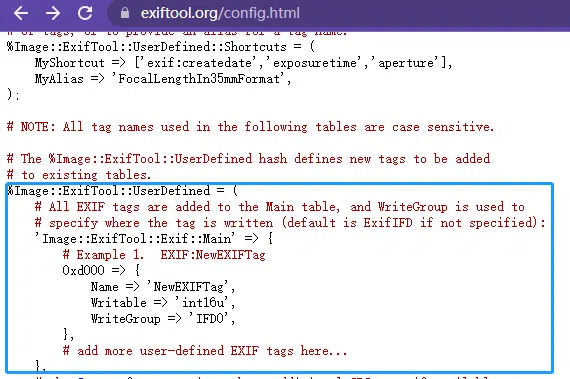 exiftool.org/config.html
# or tags, or to provide an alias for a tag name.
%Image::ExifTool::UserDefined::Shortcuts = (
    MyShortcut => ['exif:createdate','exposuretime','aperture'],
    MyAlias => 'FocalLengthIn35mmFormat',
);
# NOTE: All tag names used in the following tables are case sensitive.
# The %Image::ExifTool::UserDefined hash defines new tags to be added
# to existing tables.
%Image::ExifTool::UserDefined = (
    # All EXIF tags are added to the Main table, and WriteGroup is used to
    # specify where the tag is written (default is ExifIFD if not specified):
    'Image::ExifTool::Exif::Main' => {
        # Example 1.  EXIF:NewEXIFTag
        0xd000 => {
            Name => 'NewEXIFTag',
            Writable => 'int16u',
            WriteGroup => 'IFD0',
        },
        # add more user-defined EXIF tags here...
    },